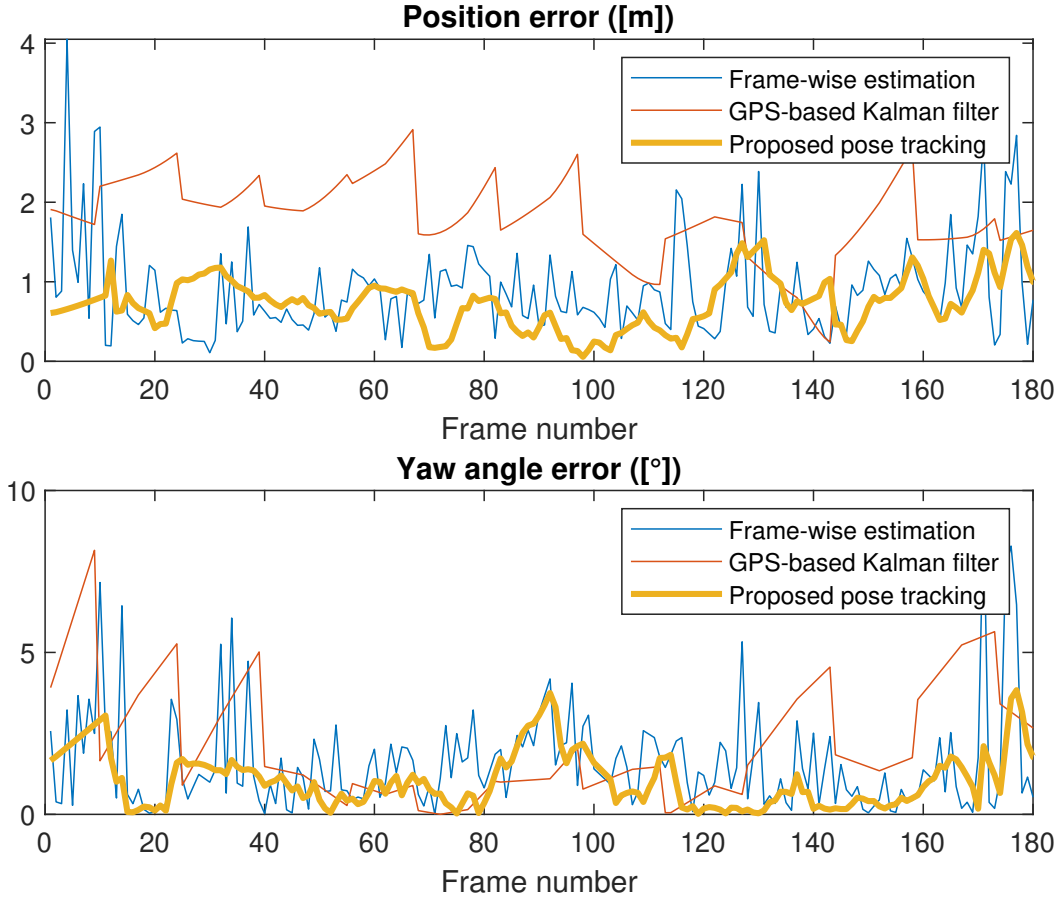 Position error ([m])
4
3
2
1
0
Frame-wise estimation
GPS-based Kalman filter
Proposed pose tracking
0 20 40 60 80 100 120 140 160 180
Frame number
Yaw angle error ([°])
10
5
0
Frame-wise estimation
GPS-based Kalman filter
Proposed pose tracking
0 20 40 60 80 100 120 140 160 180
Frame number